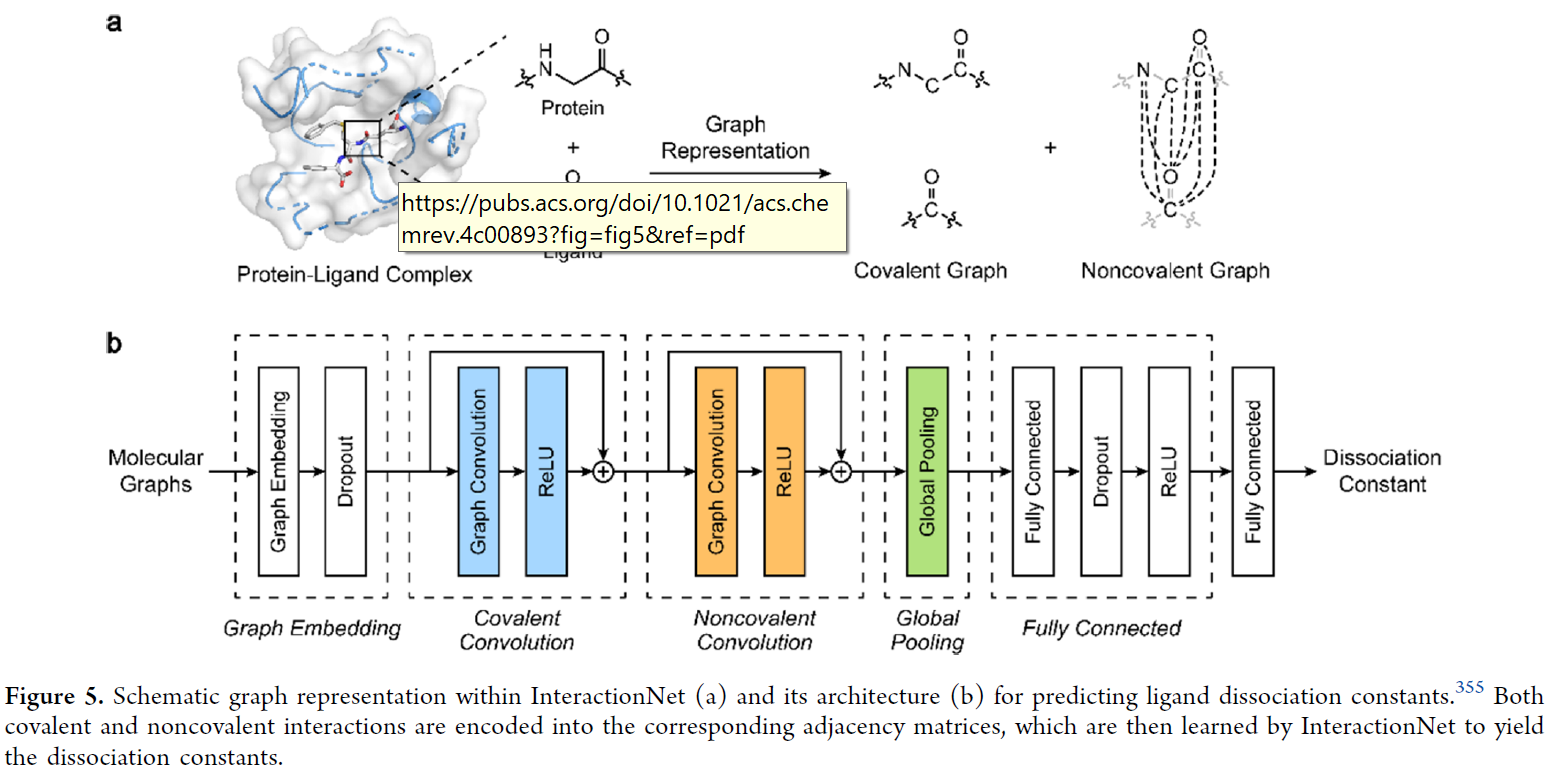 a
H
N
O
Protein
+
O
Ligand
Protein-Ligand Complex
https://pubs.acs.org/doi/10.1021/acs.che
mrev.4c00893?fig=fig5&ref=pdf
Graph
Representation
O
N
C
C
O
C
Covalent Graph
+
O
N
C
C
O
C
Noncovalent Graph
b
Molecular
Graphs
Graph Embedding
Dropout
Graph Embedding
Graph Convolution
ReLU
+
Covalent
Convolution
Graph Convolution
ReLU
+
Noncovalent
Convolution
Global Pooling
Global
Pooling
Fully Connected
Dropout
ReLU
Fully Connected
Fully Connected
Dissociation
Constant
Figure 5. Schematic graph representation within InteractionNet (a) and its architecture (b) for predicting ligand dissociation constants.355 Both
covalent and noncovalent interactions are encoded into the corresponding adjacency matrices, which are then learned by InteractionNet to yield
the dissociation constants.